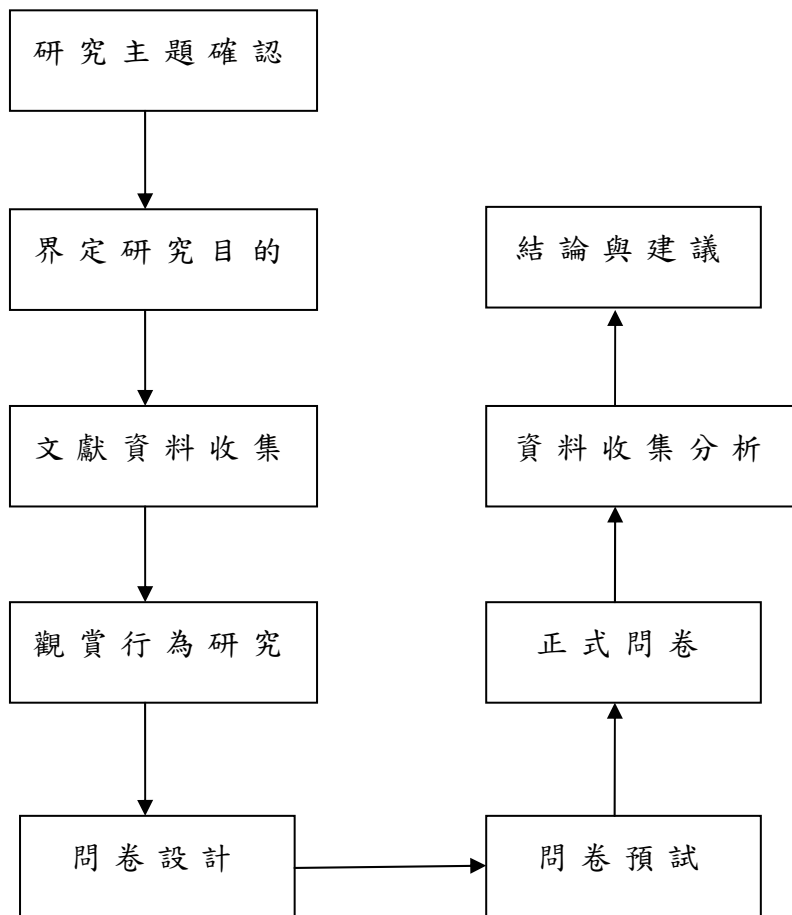 研究主題確認
界定研究目的
文獻資料收集
觀賞行為研究
問卷設計
問卷預試
正式問卷
資料收集分析
結論與建議